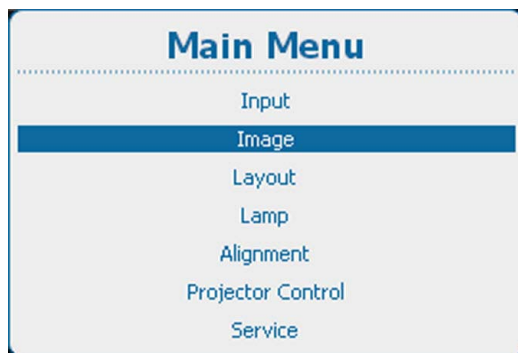 Main Menu
Input
Image
Layout
Lamp
Alignment
Projector Control
Service